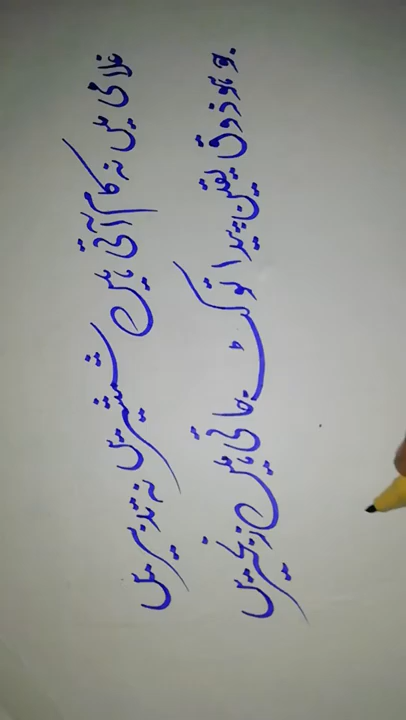 غلامی میں نہ کام آتی ہیں شمشیریں نہ تدبیریں
جو ہو ذوق یقیں پیدا تو کٹ جاتی ہیں زنجیریں